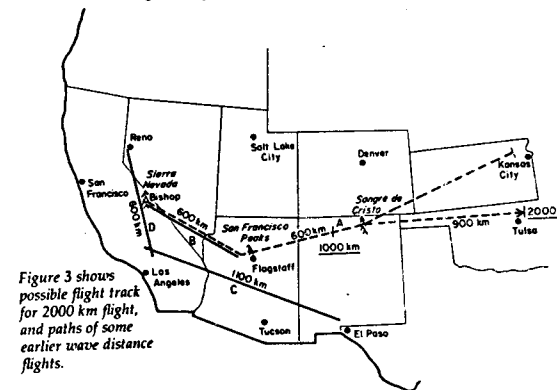 Reno
Salt Lake
City
Denver
Kansas
City
San
Francisco
Sierra
Nevada
Bishop
600 km
600 km
D
B
San Francisco
Peaks
Sangre de
Cristo
600km
A
1000 km
900 km
2000
Tulsa
Flagstaff
Los
Angeles
1100 km
C
Tucson
El Paso
Figure 3 shows
possible flight track
for 2000 km flight,
and paths of some
earlier wave distance
flights.